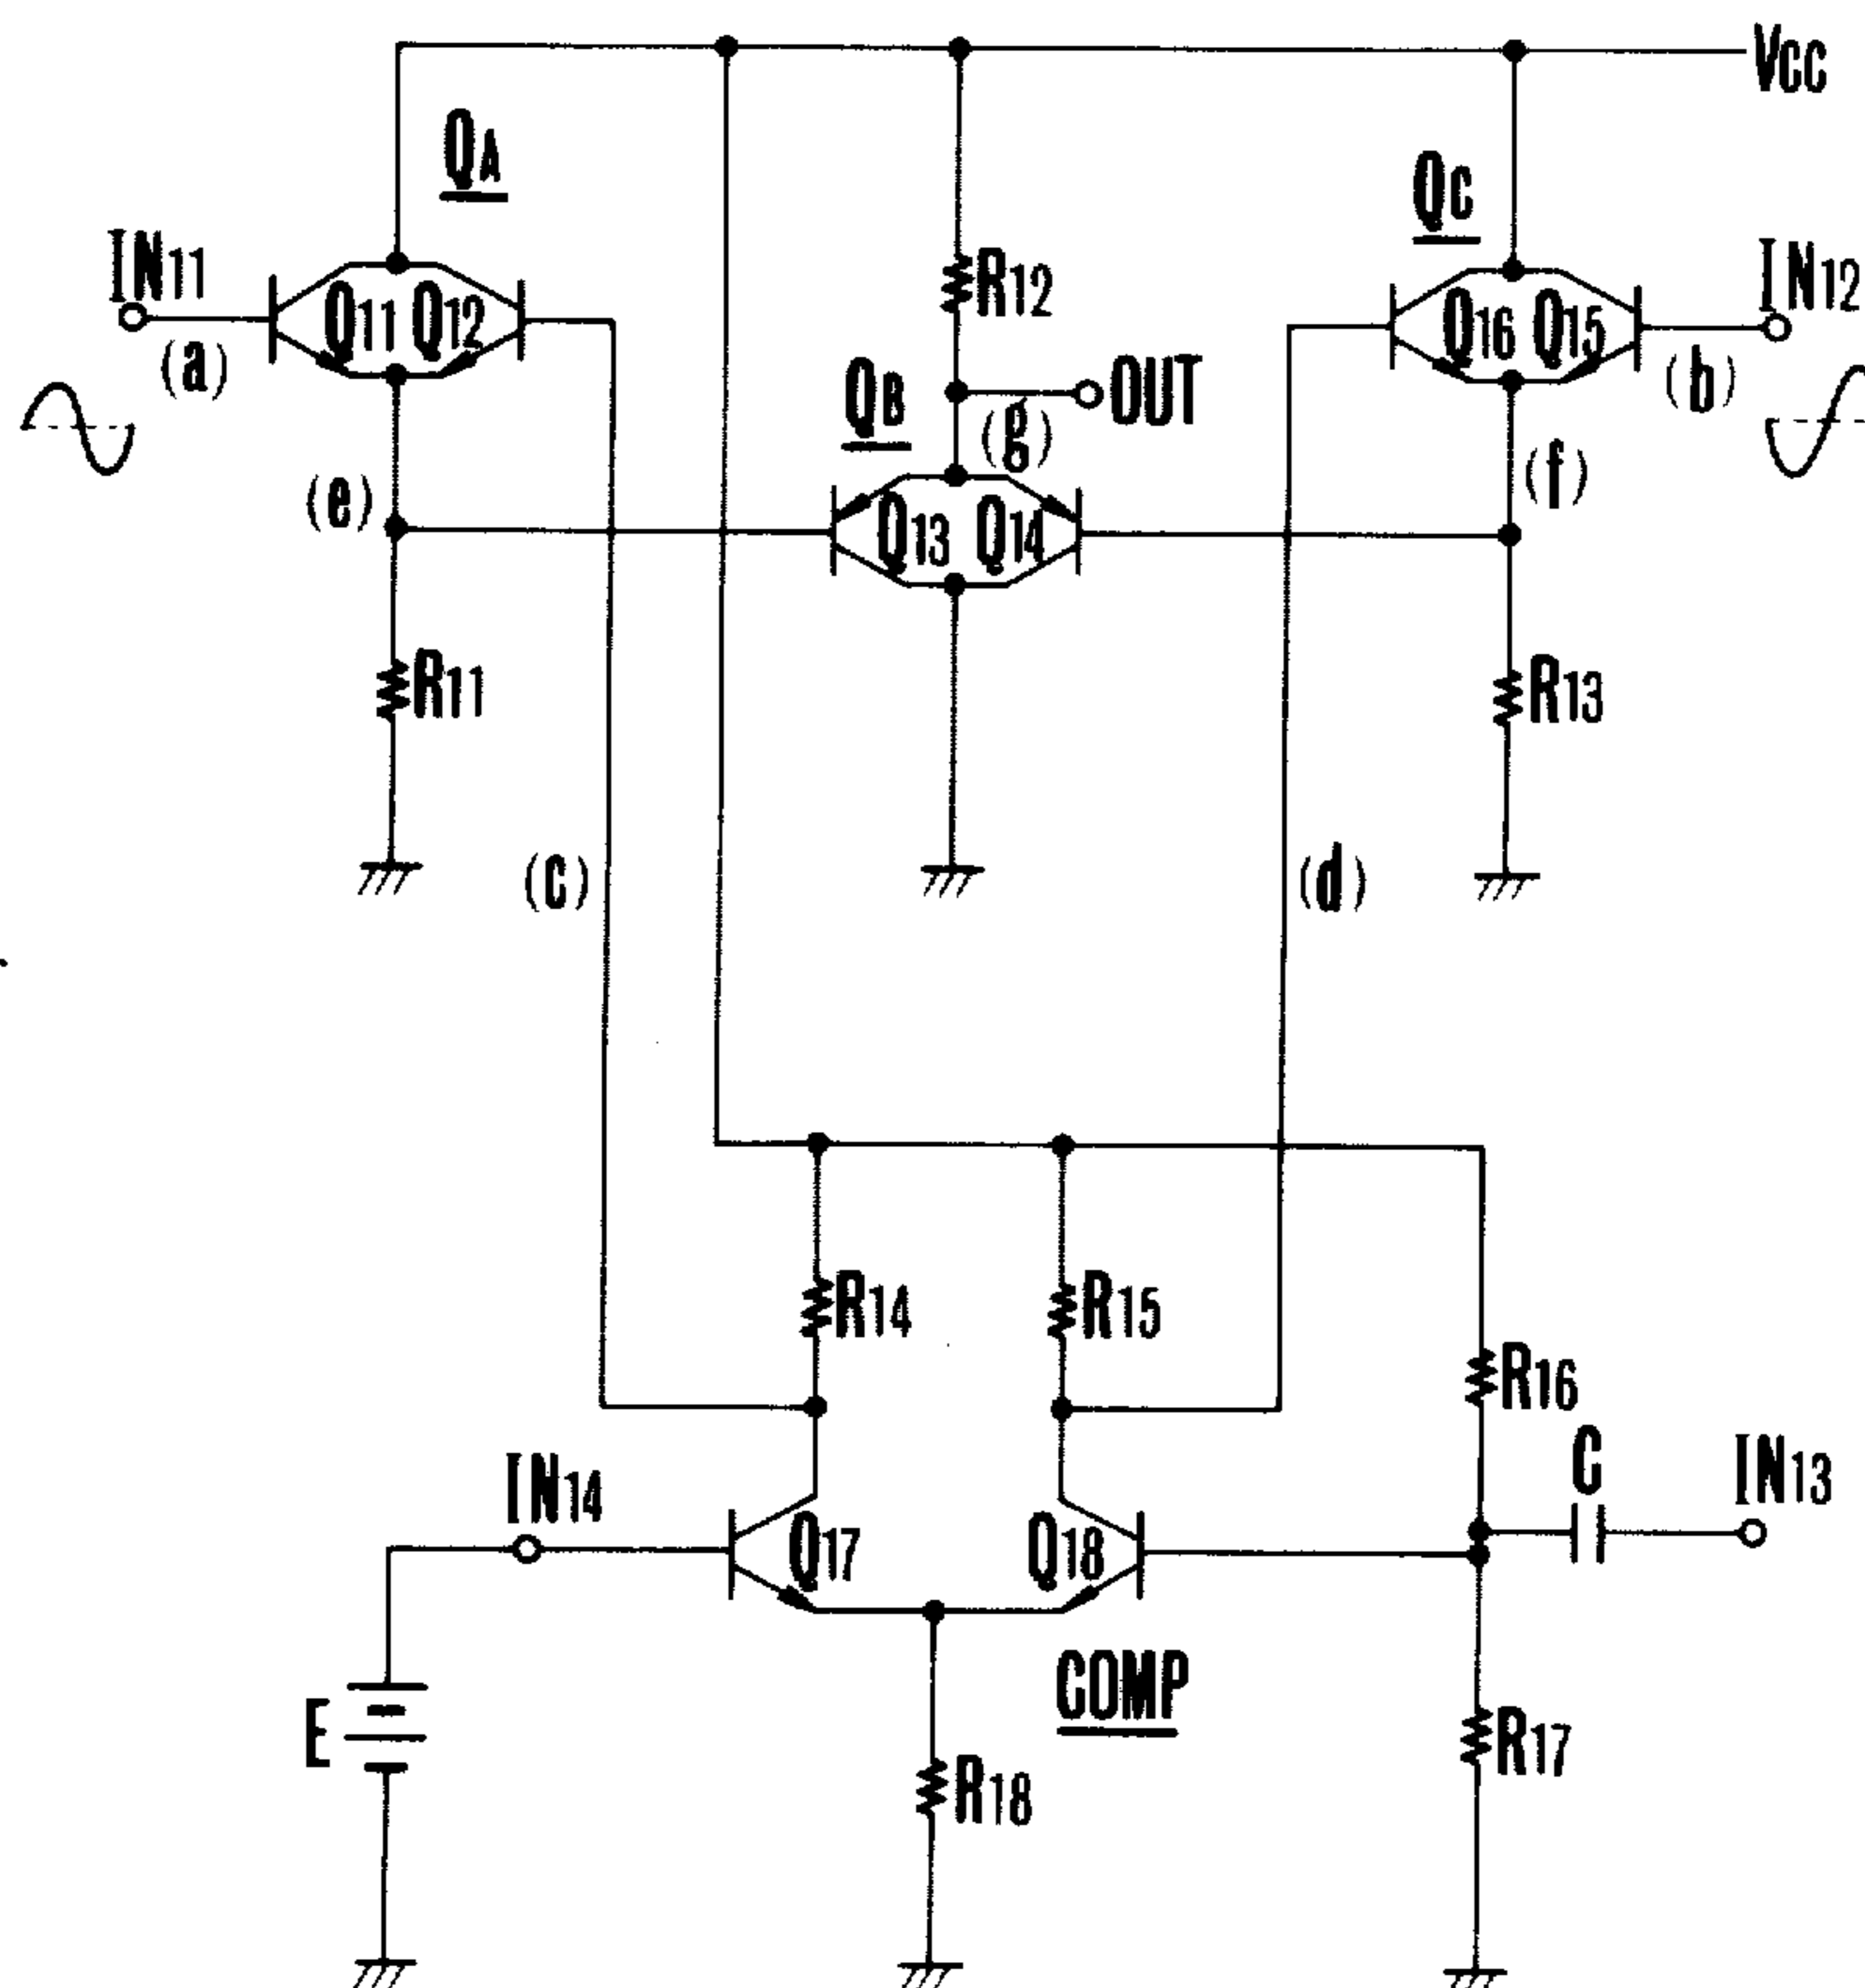 VCC
QA
QC
IN11
IN12
Q11 Q12
R12
Q16 Q15
(a)
(b)
QB
OUT
(g)
(e)
(f)
Q13 Q14
R11
R13
(c)
(d)
R14
R15
R16
C
IN13
IN14
Q17
Q18
COMP
E
R17
R18